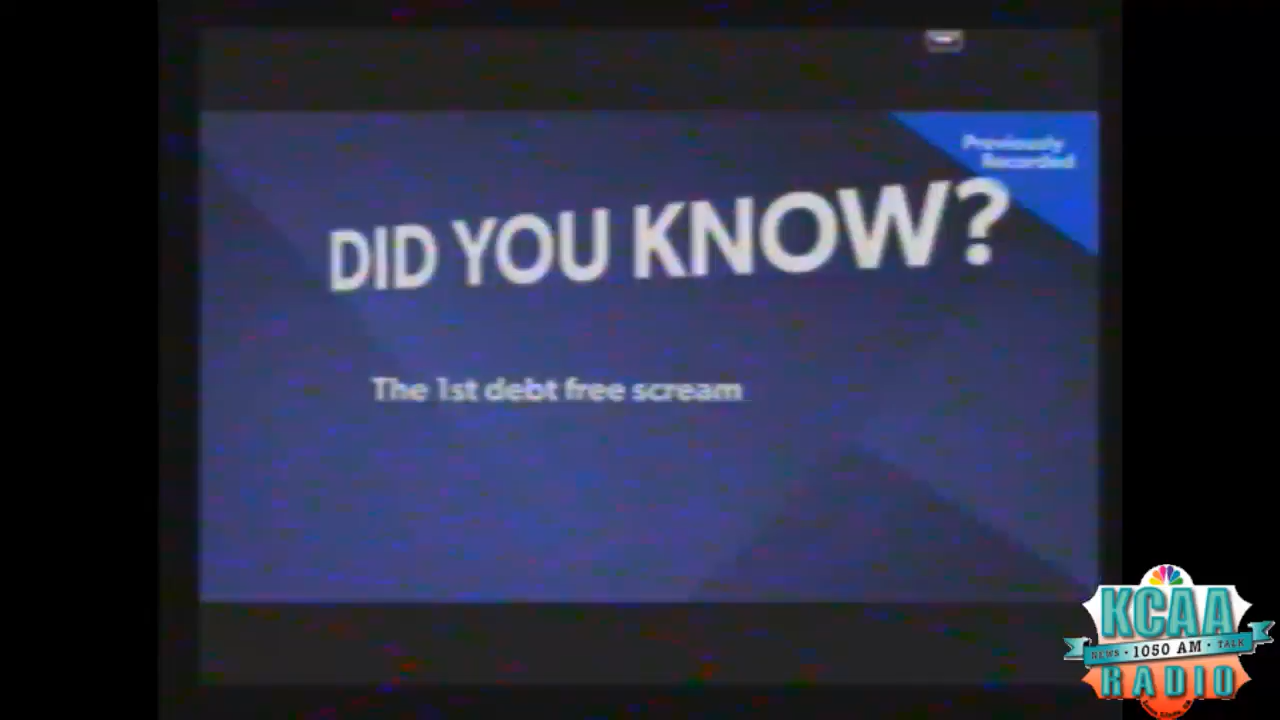 Previously
Recorded
DID YOU KNOW?
The 1st debt free scream
KCAA
NEWS · 1050 AM · TALK
RADIO